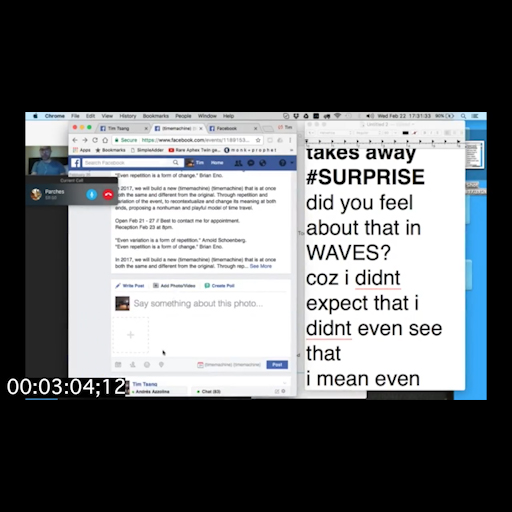 Chrome File Edit View History Bookmarks People Window Help
Wed Feb 22 17:31:33
Tim Tsang
(timemachine)
Facebook
Tim
Secure https://www.facebook.com/events/1189163
Apps Bookmarks SimpleAdder Rare Aphex Twin
Search Facebook
Tim Home
Current Call
Parches
"Even repetition is a form of change." Brian Eno.
In 2017, we will build a new (timemachine) that is at once
both the same and different from the original. Through repetition and
variation of the event, to recontextualize and change its meaning at both
ends, proposing a nonhuman and playful model of time travel.
Open Feb 21 - 27 // Best to contact me for appointment.
Reception Feb 23 at 8pm.
"Even variation is a form of repetition." Arnold Schoenberg.
"Even repetition is a form of change." Brian Eno.
In 2017, we will build a new (timemachine) that is at once
both the same and different from the original. Through rep... See More
Write Post Add Photo/Video Create Poll
Say something about this photo...
(timemachine) (timemachine)
Post
Tim Tsang
Andrés Azzolina
Chat (83)
takes away
#SURPRISE
did you feel
about that in
WAVES?
coz i didnt
expect that i
didnt even see
that
i mean even
00:03:04;12